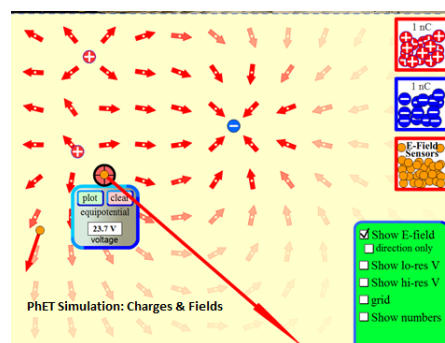 1 nC
1 nC
E-Field
Sensors
plot clear
equipotential
23.7 V
voltage
Show E-field
direction only
Show lo-res V
Show hi-res V
grid
Show numbers
PhET Simulation: Charges & Fields